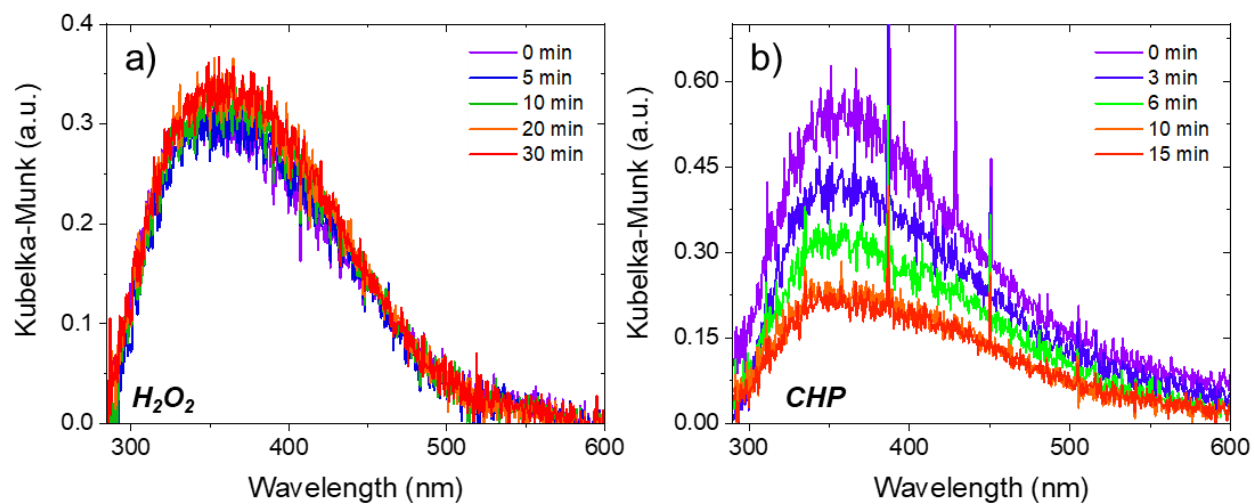 a)
0 min
5 min
10 min
20 min
30 min
H₂O₂
0.4
0.3
0.2
0.1
0.0
Kubelka-Munk (a.u.)
300
400
500
600
Wavelength (nm)
b)
0 min
3 min
6 min
10 min
15 min
CHP
0.60
0.45
0.30
0.15
0.00
Kubelka-Munk (a.u.)
300
400
500
600
Wavelength (nm)